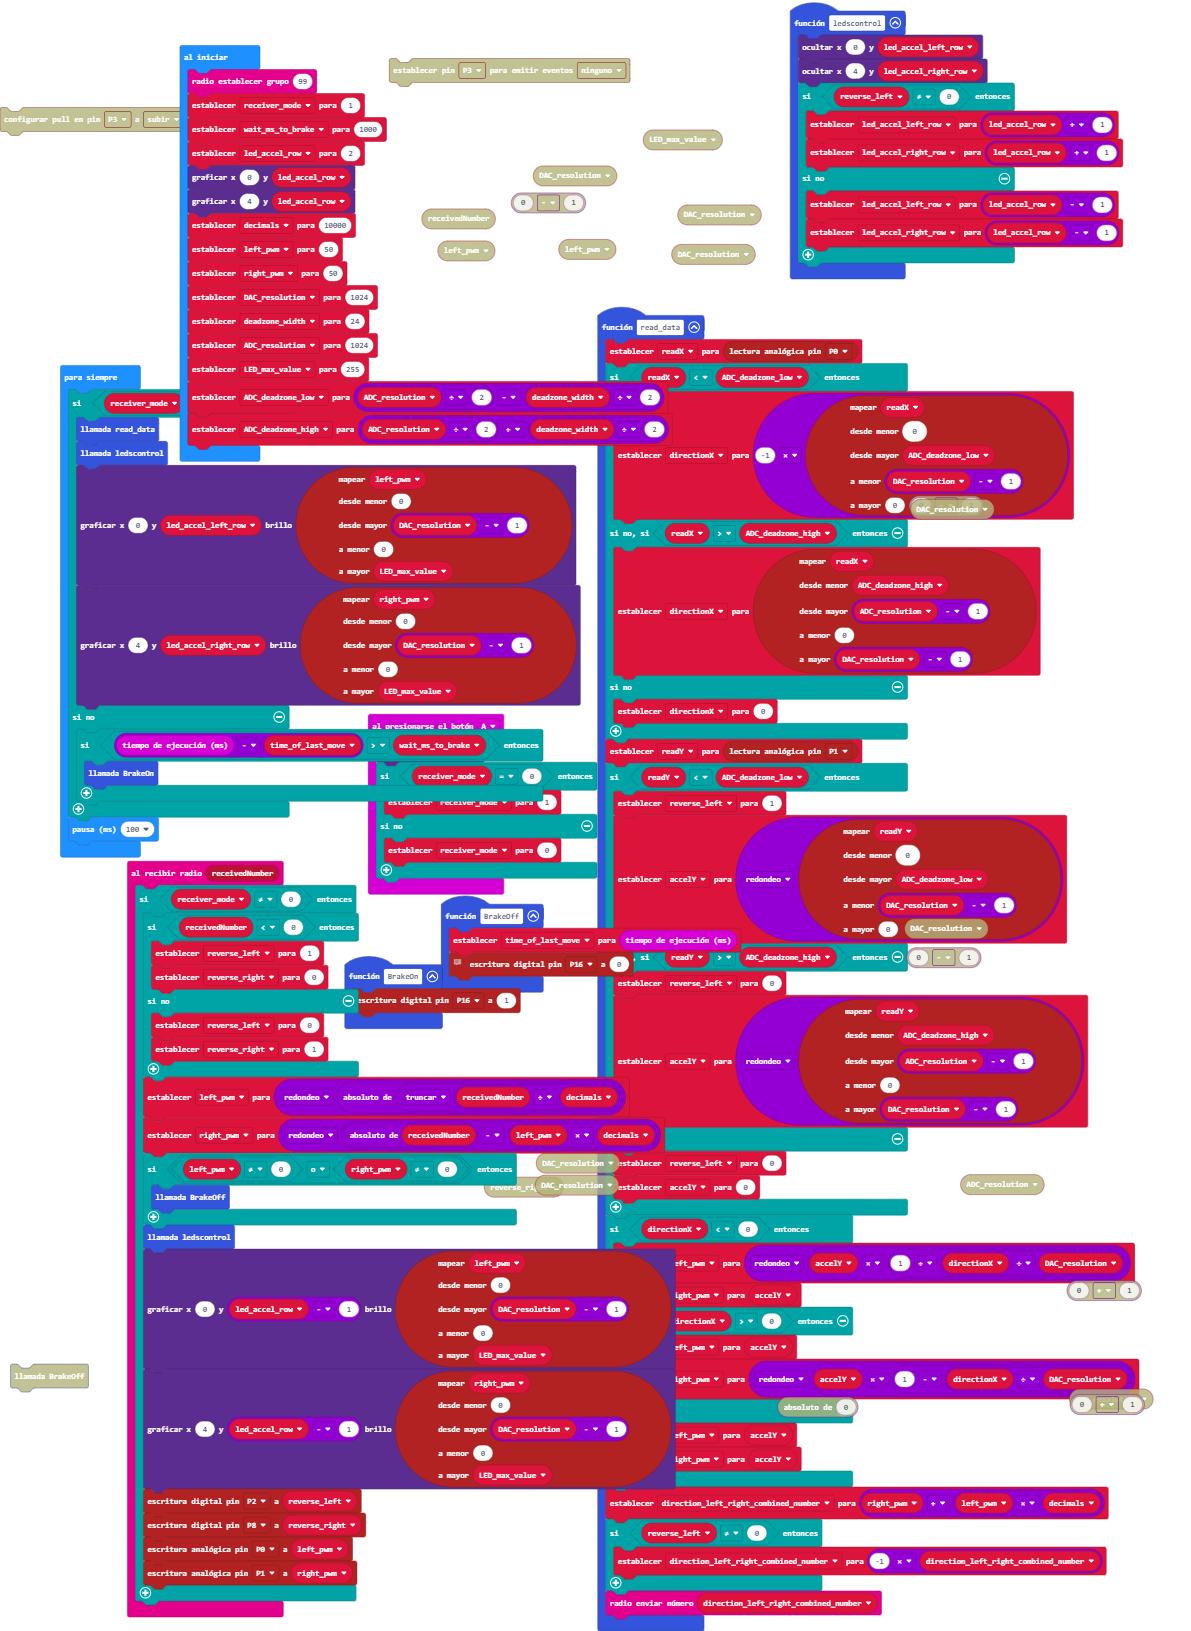 función ledscontrol
ocultar x 0 y led_accel_left_row
ocultar x 4 y led_accel_right_row
si reverse_left ≠ 0 entonces
establecer led_accel_left_row para led_accel_row + 1
establecer led_accel_right_row para led_accel_row + 1
si no
establecer led_accel_left_row para led_accel_row - 1
establecer led_accel_right_row para led_accel_row - 1
al iniciar
radio establecer grupo 99
establecer receiver_mode para 1
establecer wait_ms_to_brake para 1000
establecer led_accel_row para 2
graficar x 0 y led_accel_row
graficar x 4 y led_accel_row
establecer decimals para 10000
establecer left_pwm para 50
establecer right_pwm para 50
establecer DAC_resolution para 1024
establecer deadzone_width para 24
establecer ADC_resolution para 1024
establecer LED_max_value para 255
establecer ADC_deadzone_low para ADC_resolution ÷ 2 - deadzone_width ÷ 2
establecer ADC_deadzone_high para ADC_resolution ÷ 2 + deadzone_width ÷ 2
establecer pin P3 para emitir eventos ninguno
configurar pull en pin P3 a subir
LED_max_value
DAC_resolution
0 - 1
receivedNumber
DAC_resolution
left_pwm
left_pwm
DAC_resolution
para siempre
si receiver_mode
llamada read_data
llamada ledscontrol
graficar x 0 y led_accel_left_row brillo
mapear left_pwm
desde menor 0
desde mayor DAC_resolution - 1
a menor 0
a mayor LED_max_value
graficar x 4 y led_accel_right_row brillo
mapear right_pwm
desde menor 0
desde mayor DAC_resolution - 1
a menor 0
a mayor LED_max_value
si no
si tiempo de ejecución (ms) - time_of_last_move > wait_ms_to_brake entonces
llamada BrakeOn
pausa (ms) 100
al presionarse el botón A
si receiver_mode = 0 entonces
establecer receiver_mode para 1
si no
establecer receiver_mode para 0
función BrakeOff
establecer time_of_last_move para tiempo de ejecución (ms)
escritura digital pin P16 a 0
función BrakeOn
escritura digital pin P16 a 1
al recibir radio receivedNumber
si receiver_mode ≠ 0 entonces
si receivedNumber < 0 entonces
establecer reverse_left para 1
establecer reverse_right para 0
si no
establecer reverse_left para 0
establecer reverse_right para 1
establecer left_pwm para redondeo absoluto de truncar receivedNumber ÷ decimals
establecer right_pwm para redondeo absoluto de receivedNumber - left_pwm × decimals
si left_pwm ≠ 0 o right_pwm ≠ 0 entonces
llamada BrakeOff
llamada ledscontrol
graficar x 0 y led_accel_row - 1 brillo
mapear left_pwm
desde menor 0
desde mayor DAC_resolution - 1
a menor 0
a mayor LED_max_value
graficar x 4 y led_accel_row - 1 brillo
mapear right_pwm
desde menor 0
desde mayor DAC_resolution - 1
a menor 0
a mayor LED_max_value
escritura digital pin P2 a reverse_left
escritura digital pin P8 a reverse_right
escritura analógica pin P0 a left_pwm
escritura analógica pin P1 a right_pwm
llamada BrakeOff
DAC_resolution
DAC_resolution
función read_data
establecer readX para lectura analógica pin P0
si readX < ADC_deadzone_low entonces
establecer directionX para -1 ×
mapear readX
desde menor 0
desde mayor ADC_deadzone_low
a menor DAC_resolution - 1
a mayor 0
DAC_resolution
si no, si readX > ADC_deadzone_high entonces
establecer directionX para
mapear readX
desde menor ADC_deadzone_high
desde mayor ADC_resolution - 1
a menor 0
a mayor DAC_resolution - 1
si no
establecer directionX para 0
establecer readY para lectura analógica pin P1
si readY < ADC_deadzone_low entonces
establecer reverse_left para 1
establecer accelY para redondeo
mapear readY
desde menor 0
desde mayor ADC_deadzone_low
a menor DAC_resolution - 1
a mayor 0 DAC_resolution
si readY > ADC_deadzone_high entonces 0 - 1
establecer reverse_left para 0
establecer accelY para redondeo
mapear readY
desde menor ADC_deadzone_high
desde mayor ADC_resolution - 1
a menor 0
a mayor DAC_resolution - 1
establecer reverse_left para 0
establecer accelY para 0
ADC_resolution
si directionX < 0 entonces
para redondeo accelY × 1 + directionX ÷ DAC_resolution
para accelY
0 + 1
> 0 entonces
para accelY
para redondeo accelY × 1 - directionX ÷ DAC_resolution
0 ÷ 1
absoluto de 0
para accelY
para accelY
establecer direction_left_right_combined_number para right_pwm + left_pwm × decimals
si reverse_left ≠ 0 entonces
establecer direction_left_right_combined_number para -1 × direction_left_right_combined_number
radio enviar número direction_left_right_combined_number